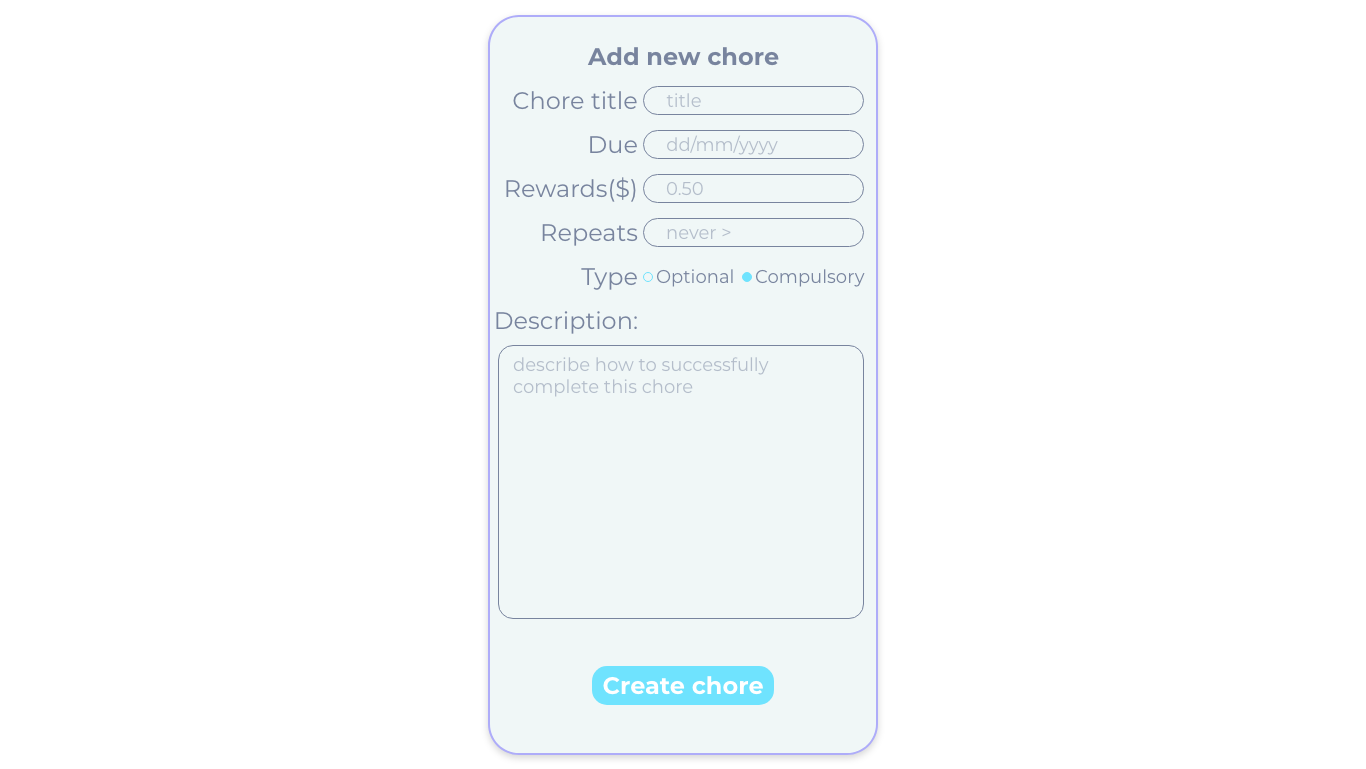 Add new chore
Chore title title
Due dd/mm/yyyy
Rewards($) 0.50
Repeats never >
Type Optional Compulsory
Description:
describe how to successfully
complete this chore
Create chore